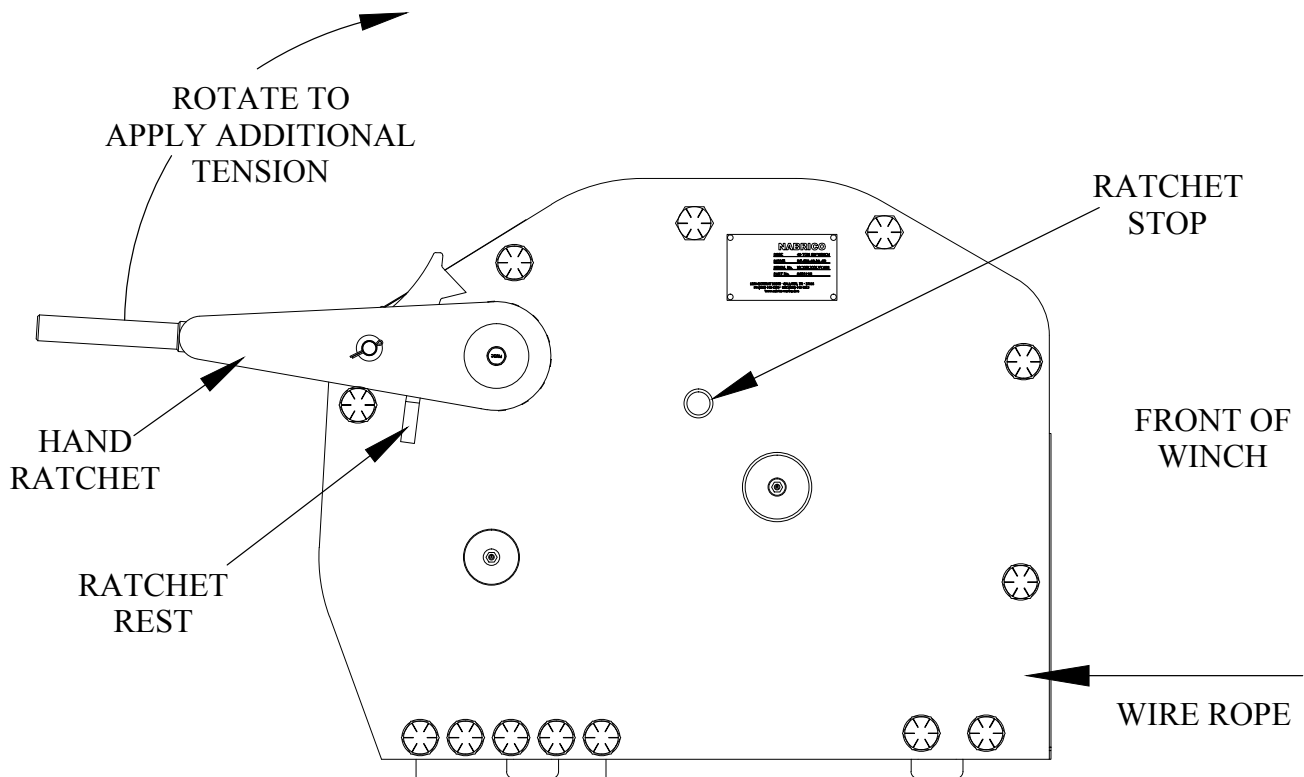 ROTATE TO
APPLY ADDITIONAL
TENSION
RATCHET
STOP
NABRICO
HAND
RATCHET
FRONT OF
WINCH
RATCHET
REST
WIRE ROPE